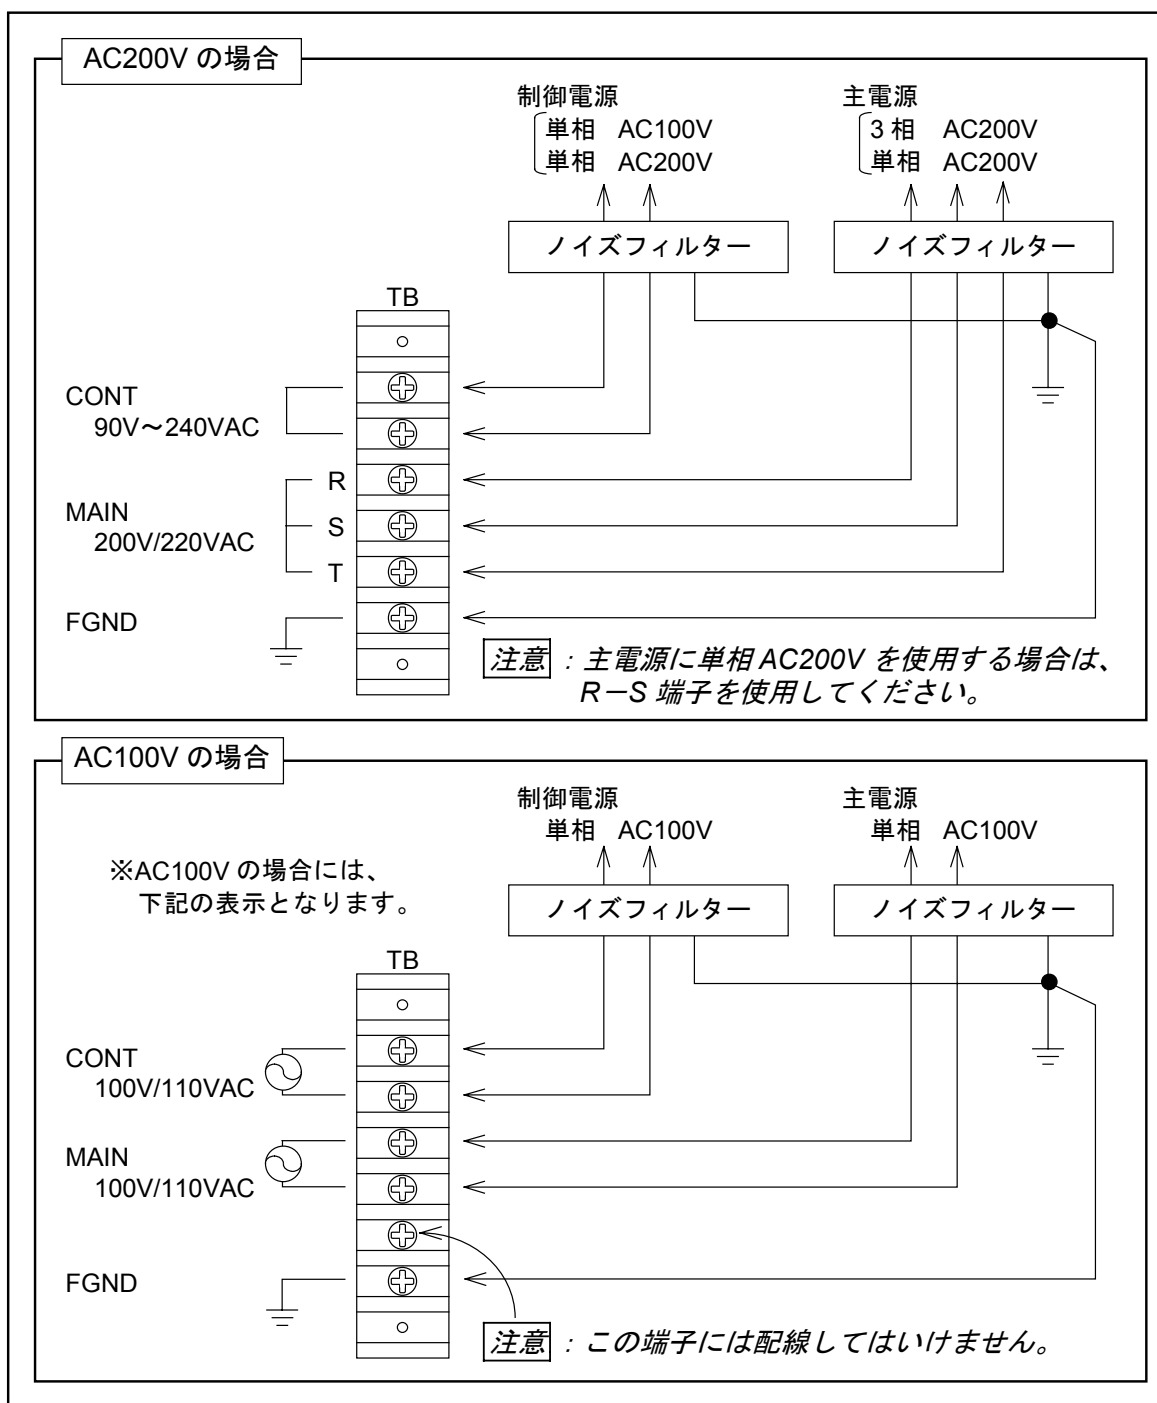 AC200V の場合
制御電源
単相 AC100V
単相 AC200V
主電源
3 相 AC200V
単相 AC200V
ノイズフィルター
ノイズフィルター
TB
CONT
90V～240VAC
R
MAIN
S
200V/220VAC
T
FGND
注意 : 主電源に単相 AC200V を使用する場合は、
R－S 端子を使用してください。
AC100V の場合
制御電源
単相 AC100V
主電源
単相 AC100V
※AC100V の場合には、
下記の表示となります。
ノイズフィルター
ノイズフィルター
TB
CONT
100V/110VAC
MAIN
100V/110VAC
FGND
注意 : この端子には配線してはいけません。